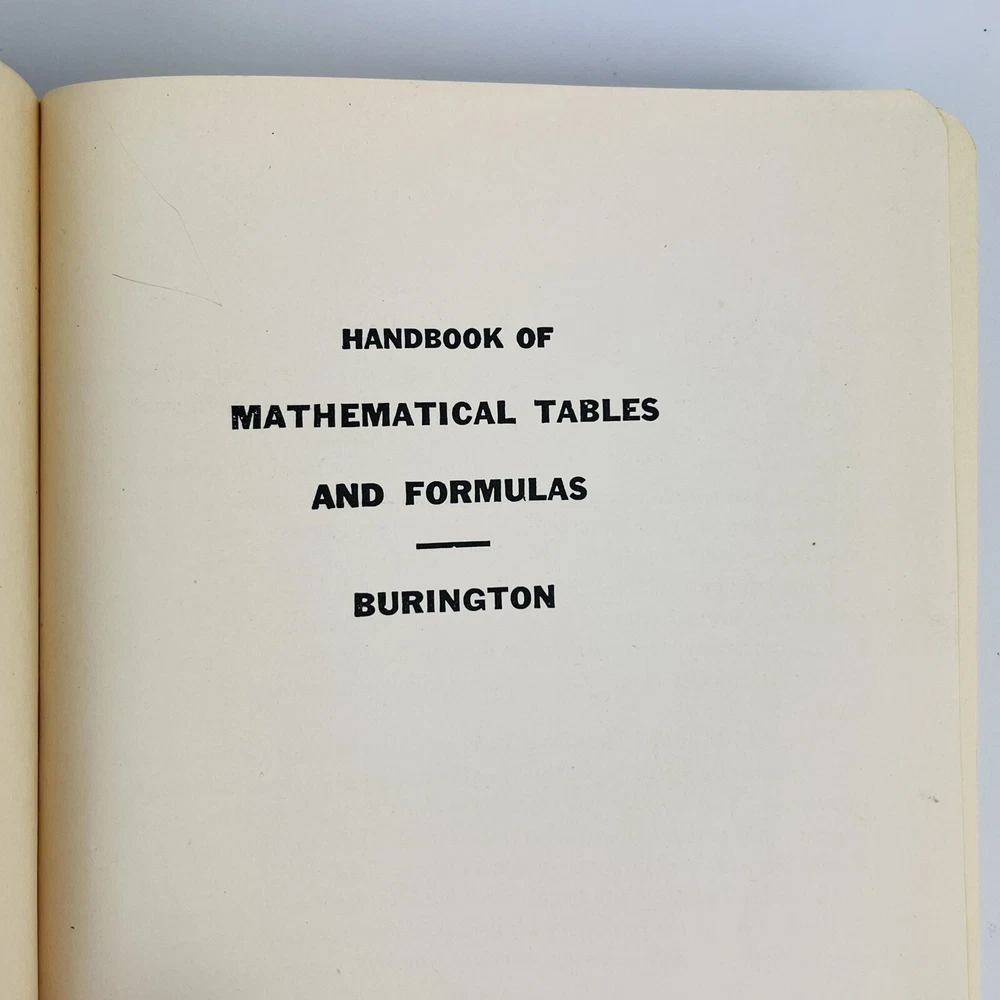 HANDBOOK OF
MATHEMATICAL TABLES
AND FORMULAS
BURINGTON